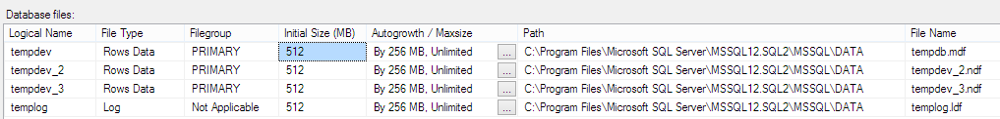 Database files:
Logical Name File Type Filegroup Initial Size (MB) Autogrowth / Maxsize Path File Name
tempdev Rows Data PRIMARY 512 By 256 MB, Unlimited ... C:\Program Files\Microsoft SQL Server\MSSQL12.SQL2\MSSQL\DATA tempdb.mdf
tempdev_2 Rows Data PRIMARY 512 By 256 MB, Unlimited ... C:\Program Files\Microsoft SQL Server\MSSQL12.SQL2\MSSQL\DATA tempdev_2.ndf
tempdev_3 Rows Data PRIMARY 512 By 256 MB, Unlimited ... C:\Program Files\Microsoft SQL Server\MSSQL12.SQL2\MSSQL\DATA tempdev_3.ndf
templog Log Not Applicable 512 By 256 MB, Unlimited ... C:\Program Files\Microsoft SQL Server\MSSQL12.SQL2\MSSQL\DATA templog.ldf